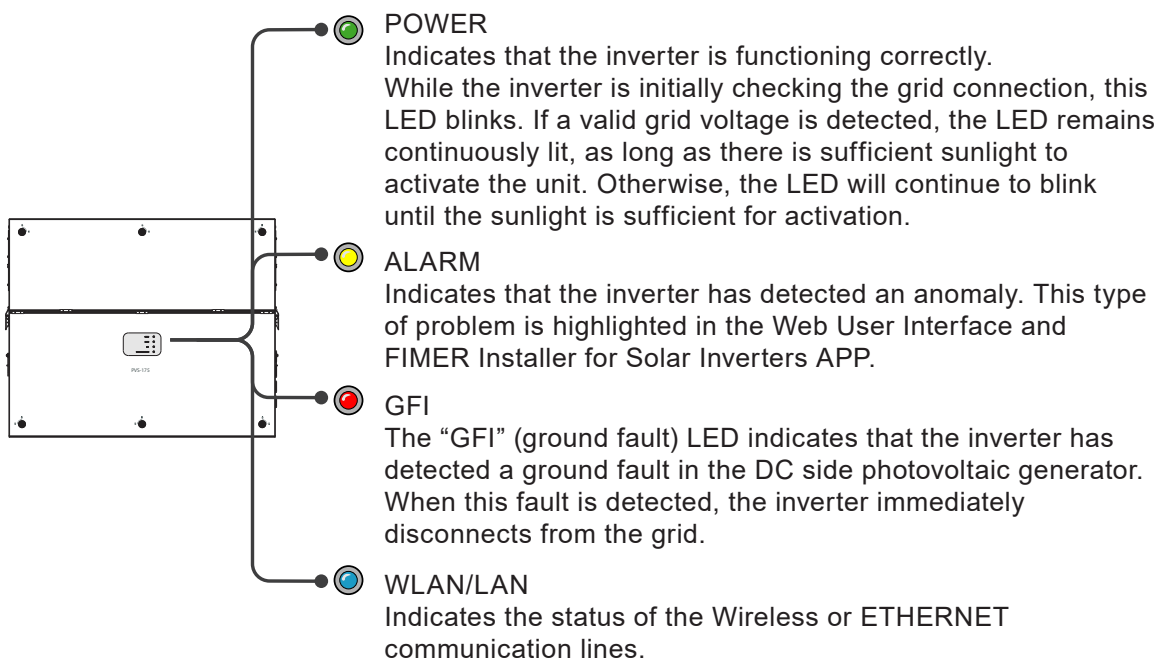 POWER
Indicates that the inverter is functioning correctly.
While the inverter is initially checking the grid connection, this
LED blinks. If a valid grid voltage is detected, the LED remains
continuously lit, as long as there is sufficient sunlight to
activate the unit. Otherwise, the LED will continue to blink
until the sunlight is sufficient for activation.
ALARM
Indicates that the inverter has detected an anomaly. This type
of problem is highlighted in the Web User Interface and
FIMER Installer for Solar Inverters APP.
PVS-175
GFI
The “GFI” (ground fault) LED indicates that the inverter has
detected a ground fault in the DC side photovoltaic generator.
When this fault is detected, the inverter immediately
disconnects from the grid.
WLAN/LAN
Indicates the status of the Wireless or ETHERNET
communication lines.